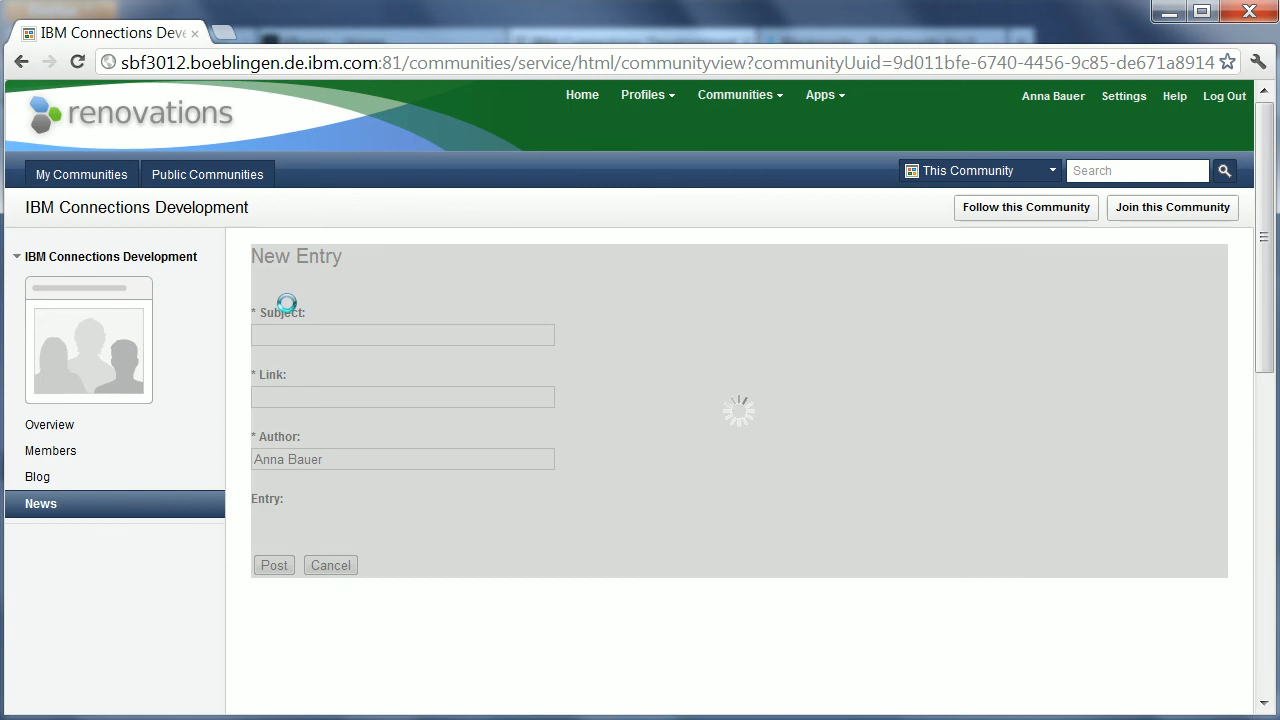 IBM Connections Deve
sbf3012.boeblingen.de.ibm.com:81/communities/service/html/communityview?communityUuid=9d011bfe-6740-4456-9c85-de671a8914
renovations
Home Profiles Communities Apps
Anna Bauer Settings Help Log Out
My Communities Public Communities
This Community Search
IBM Connections Development
Follow this Community Join this Community
IBM Connections Development
Overview
Members
Blog
News
New Entry
* Subject:
* Link:
* Author:
Anna Bauer
Entry:
Post Cancel